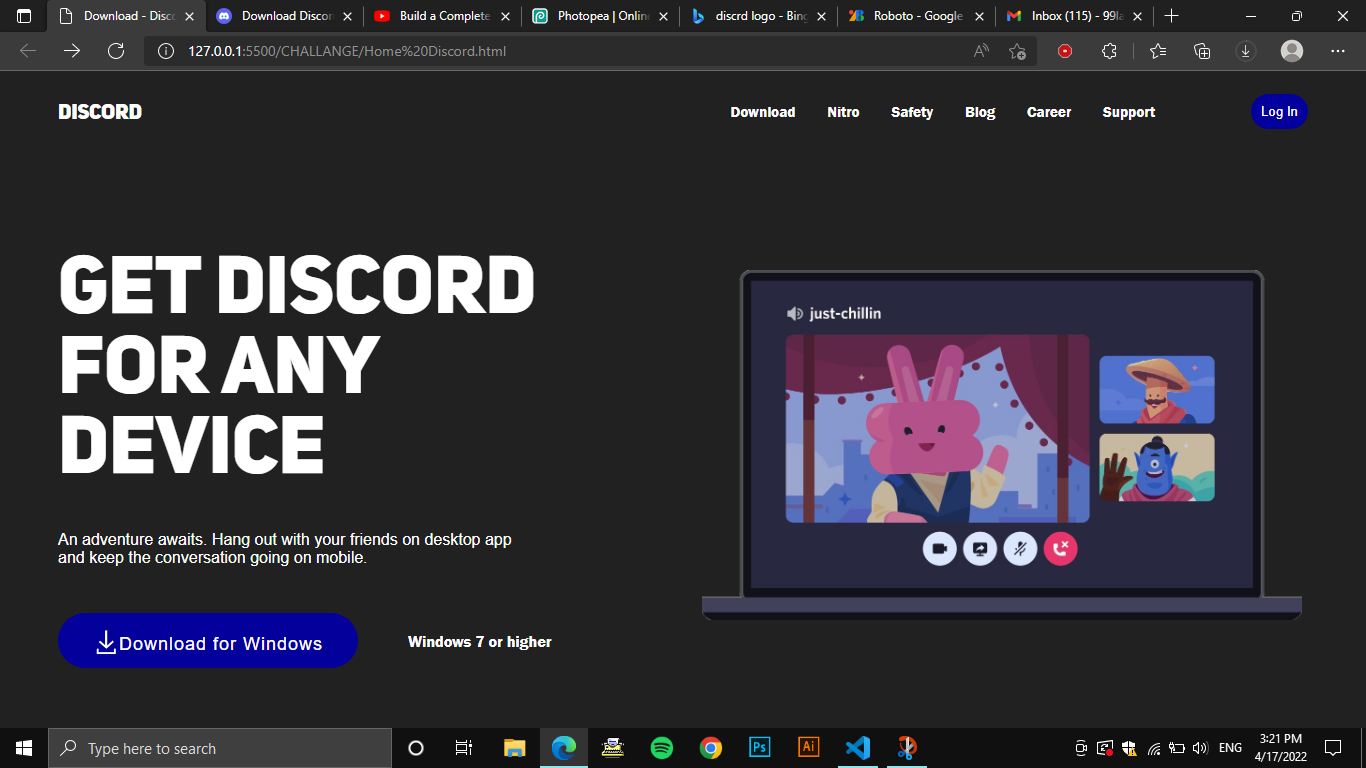 Download - Disc
Download Discor
Build a Complete
Photopea | Onlin
discrd logo - Bing
Roboto - Google
Inbox (115) - 99la
127.0.0.1:5500/CHALLANGE/Home%20Discord.html
DISCORD
Download
Nitro
Safety
Blog
Career
Support
Log In
GET DISCORD
FOR ANY
DEVICE
An adventure awaits. Hang out with your friends on desktop app
and keep the conversation going on mobile.
Download for Windows
Windows 7 or higher
just-chillin
Type here to search
Ps
Ai
ENG
3:21 PM
4/17/2022